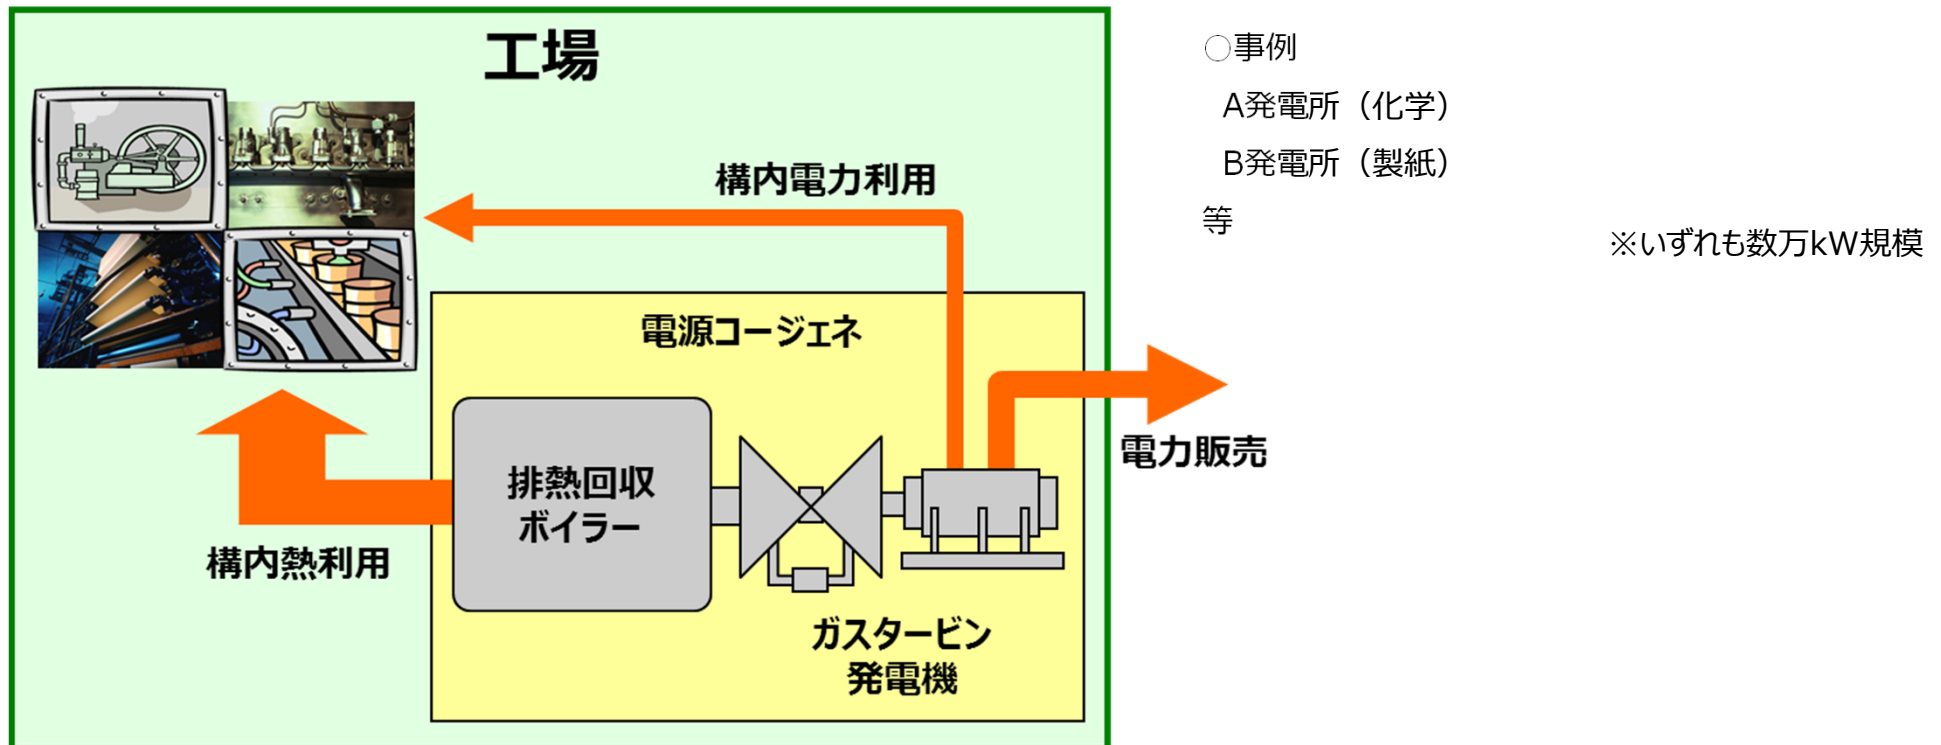 工場
構内電力利用
電源コージェネ
排熱回収
ボイラー
構内熱利用
ガスタービン
発電機
電力販売
○事例
A発電所（化学）
B発電所（製紙）
等
※いずれも数万kW規模